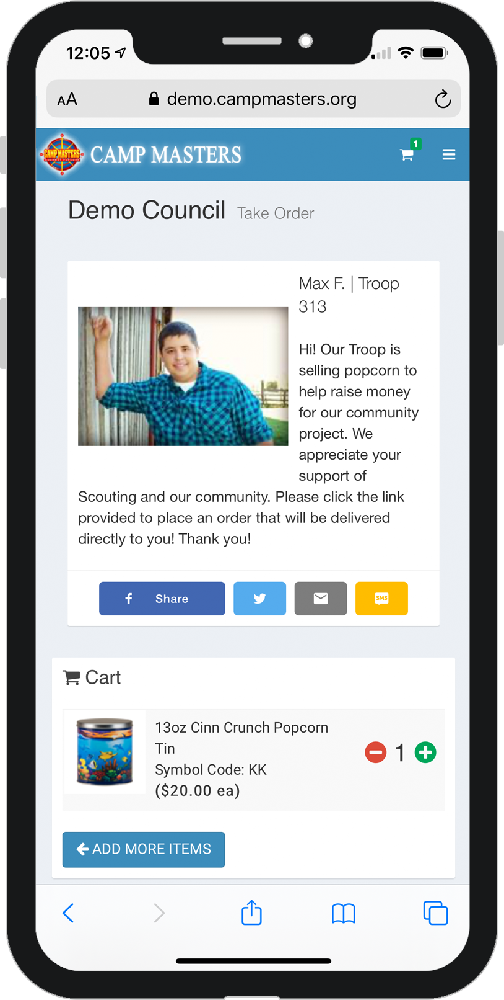 12:05
AA demo.campmasters.org
CAMP MASTERS
CAMP MASTERS
1
Demo Council Take Order
Max F. | Troop
313
Hi! Our Troop is
selling popcorn to
help raise money
for our community
project. We
appreciate your
support of
Scouting and our community. Please click the link
provided to place an order that will be delivered
directly to you! Thank you!
f Share
SMS
Cart
13oz Cinn Crunch Popcorn
Tin
Symbol Code: KK
($20.00 ea)
1
ADD MORE ITEMS